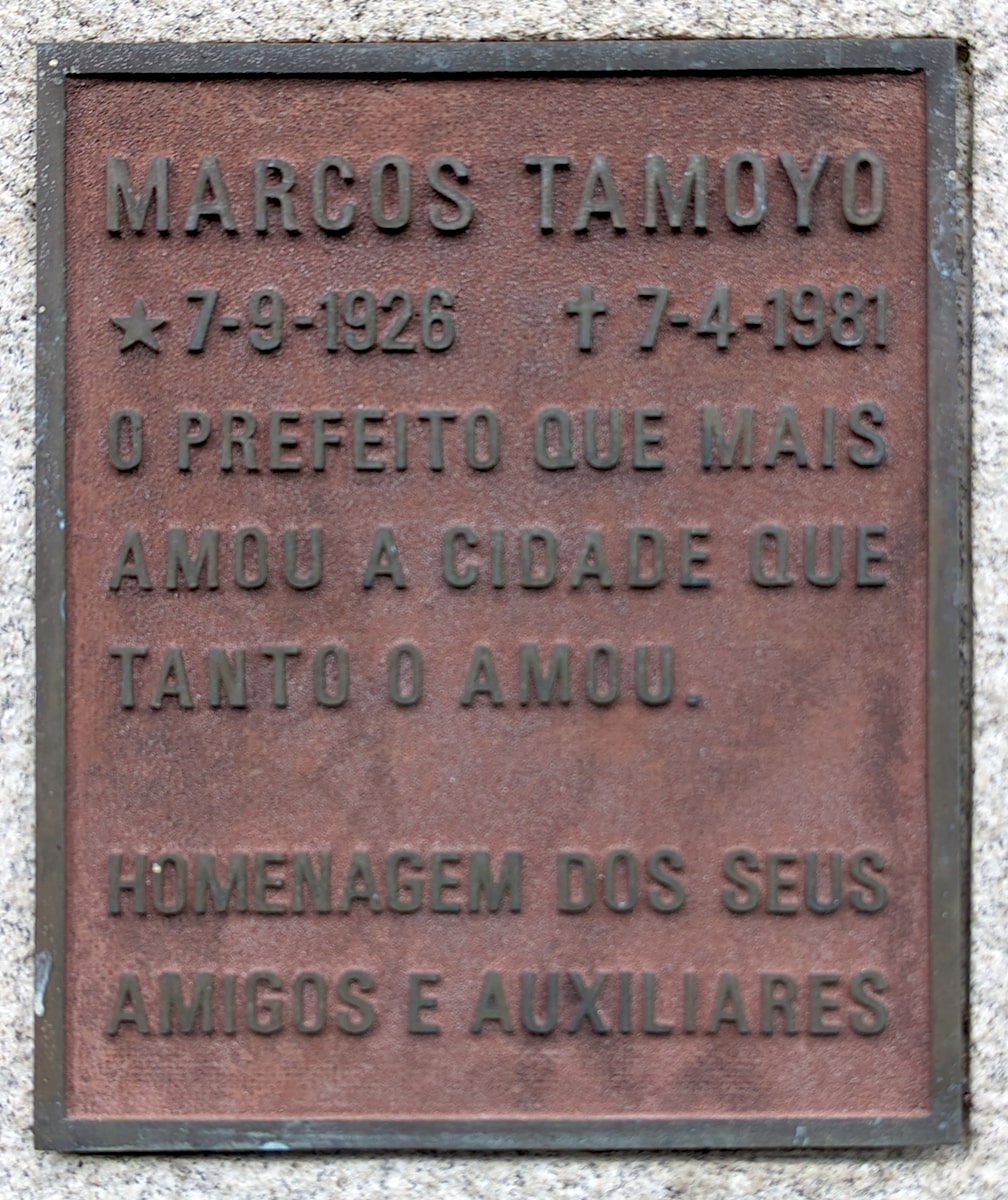 MARCOS TAMOYO
★ 7-9-1926 ✝ 7-4-1981
O PREFEITO QUE MAIS
AMOU A CIDADE QUE
TANTO O AMOU.
HOMENAGEM DOS SEUS
AMIGOS E AUXILIARES